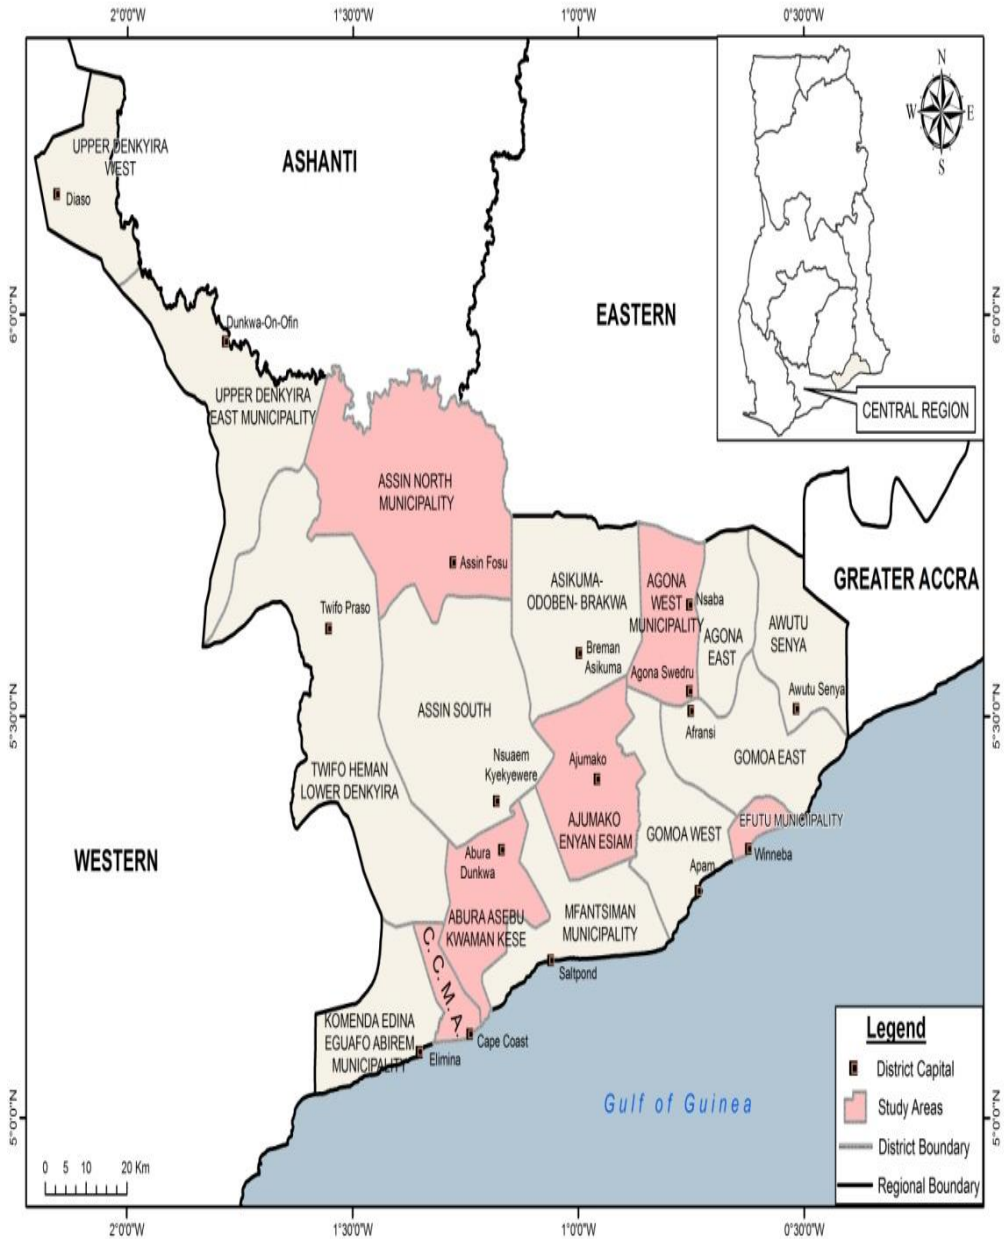 2°0'0"W
1°30'0"W
1°0'0"W
0°30'0"W
N
W
E
S
CENTRAL REGION
6°0'0"N
6°0'0"N
5°30'0"N
5°30'0"N
5°0'0"N
5°0'0"N
UPPER DENKYIRA
WEST
Diaso
ASHANTI
EASTERN
Dunkwa-On-Ofin
UPPER DENKYIRA
EAST MUNICIPALITY
ASSIN NORTH
MUNICIPALITY
Assin Fosu
GREATER ACCRA
ASIKUMA-
ODOBEN- BRAKWA
AGONA
WEST
MUNICIPALITY
Nsaba
AGONA
EAST
AWUTU
SENYA
Twifo Praso
Breman
Asikuma
Agona Swedru
Awutu Senya
ASSIN SOUTH
Afransi
GOMOA EAST
Nsuaem
Kyekyewere
Ajumako
TWIFO HEMAN
LOWER DENKYIRA
AJUMAKO
ENYAN ESIAM
GOMOA WEST
EFUTU MUNICIIPALITY
Winneba
WESTERN
Abura
Dunkwa
Apam
ABURA ASEBU
KWAMAN KESE
MFANTSIMAN
MUNICIPALITY
C. C. M. A.
Saltpond
KOMENDA EDINA
EGUAFO ABIREM
MUNICIPALITY
Cape Coast
Elimina
Gulf of Guinea
Legend
District Capital
Study Areas
District Boundary
Regional Boundary
0 5 10 20 Km
2°0'0"W
1°30'0"W
1°0'0"W
0°30'0"W